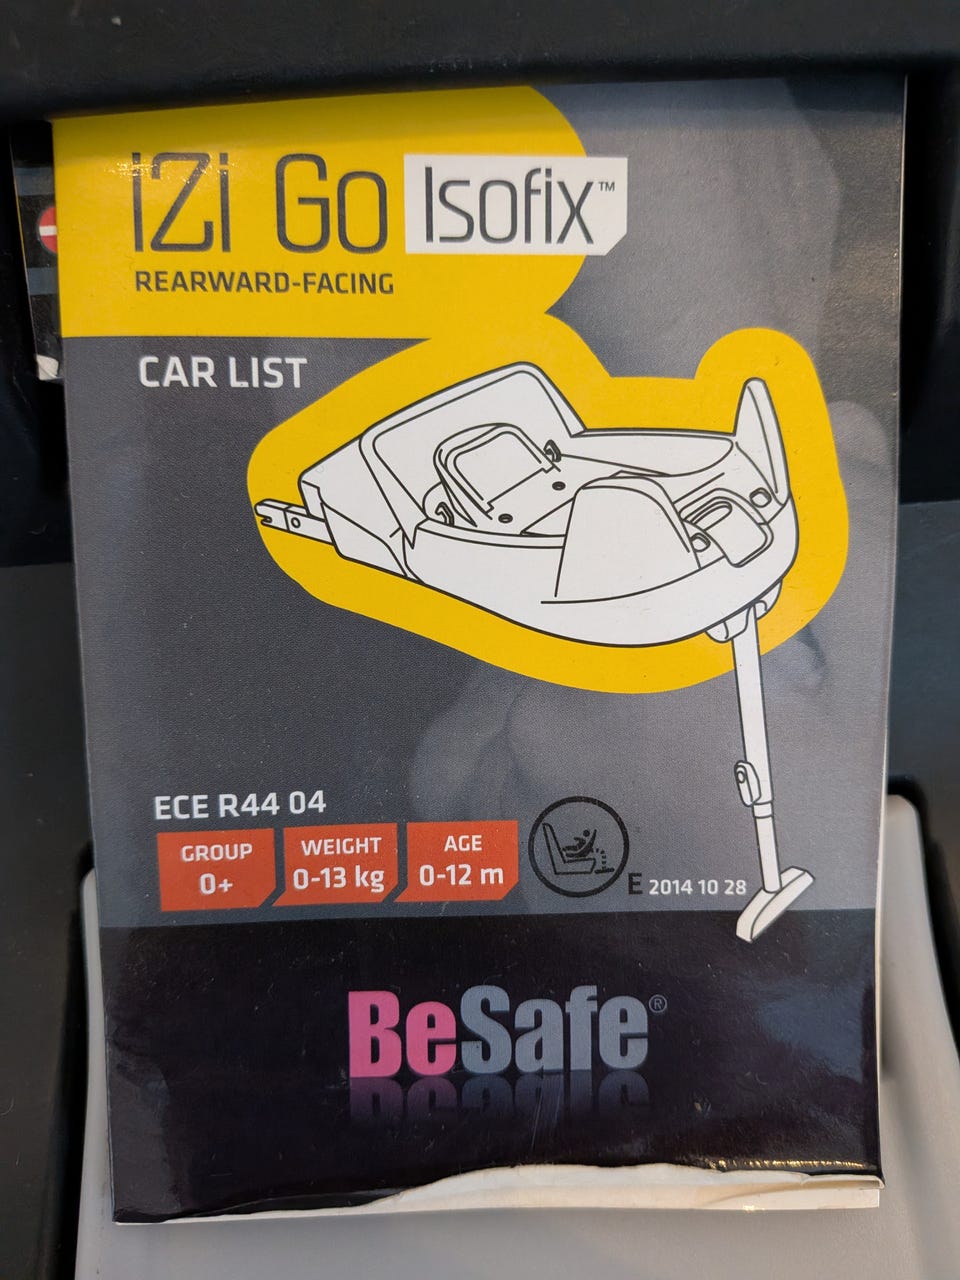 iZi Go Isofix™
REARWARD-FACING
CAR LIST
ECE R44 04
GROUP
0+
WEIGHT
0-13 kg
AGE
0-12 m
E 2014 10 28
BeSafe®